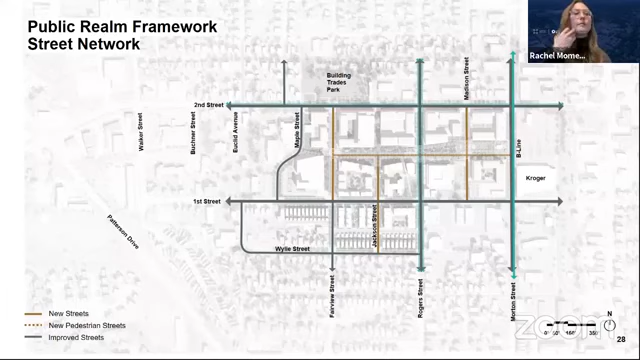 Public Realm Framework
Street Network
Rachel Mome...
Building
Trades
Park
Madison Street
2nd Street
Walker Street
Buchner Street
Euclid Avenue
Maple Street
B-Line
Kroger
1st Street
Patterson Drive
Jackson Street
Wylie Street
Fairview Street
Rogers Street
Morton Street
New Streets
New Pedestrian Streets
Improved Streets
N
zoom
28